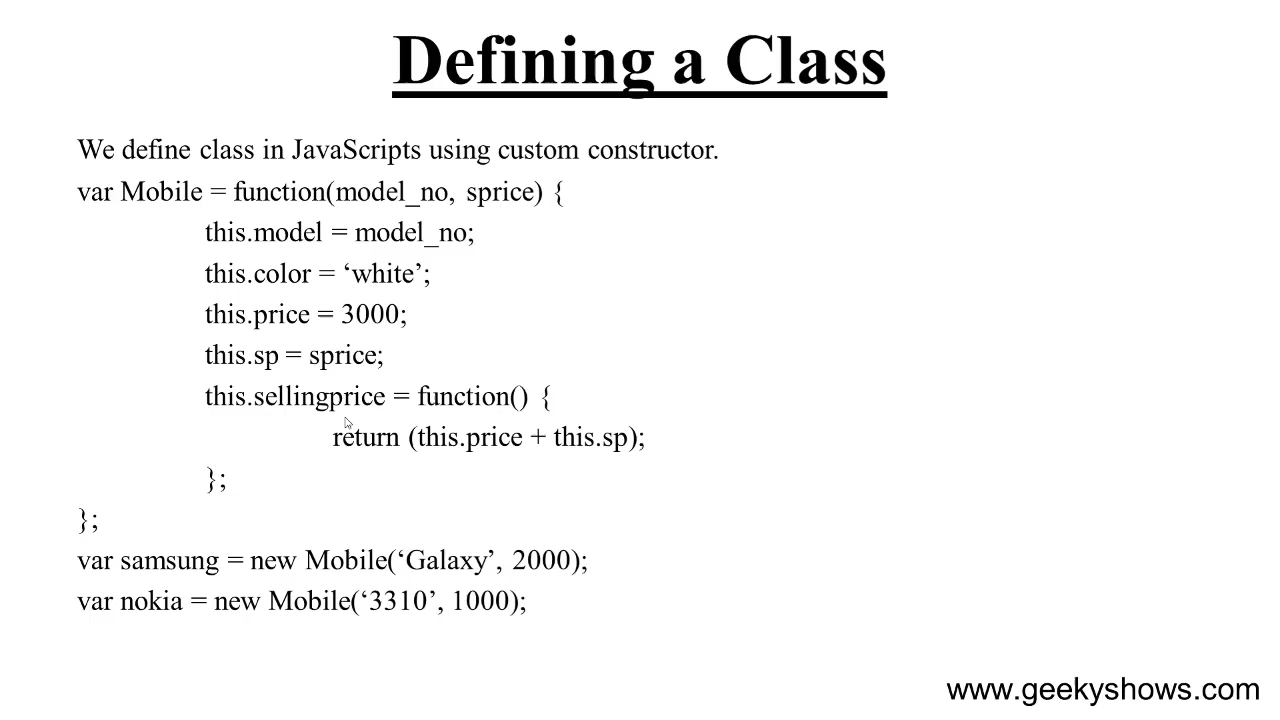 Defining a Class
We define class in JavaScripts using custom constructor.
var Mobile = function(model_no, sprice) {
this.model = model_no;
this.color = ‘white’;
this.price = 3000;
this.sp = sprice;
this.sellingprice = function() {
return (this.price + this.sp);
};
};
var samsung = new Mobile(‘Galaxy’, 2000);
var nokia = new Mobile(‘3310’, 1000);
www.geekyshows.com